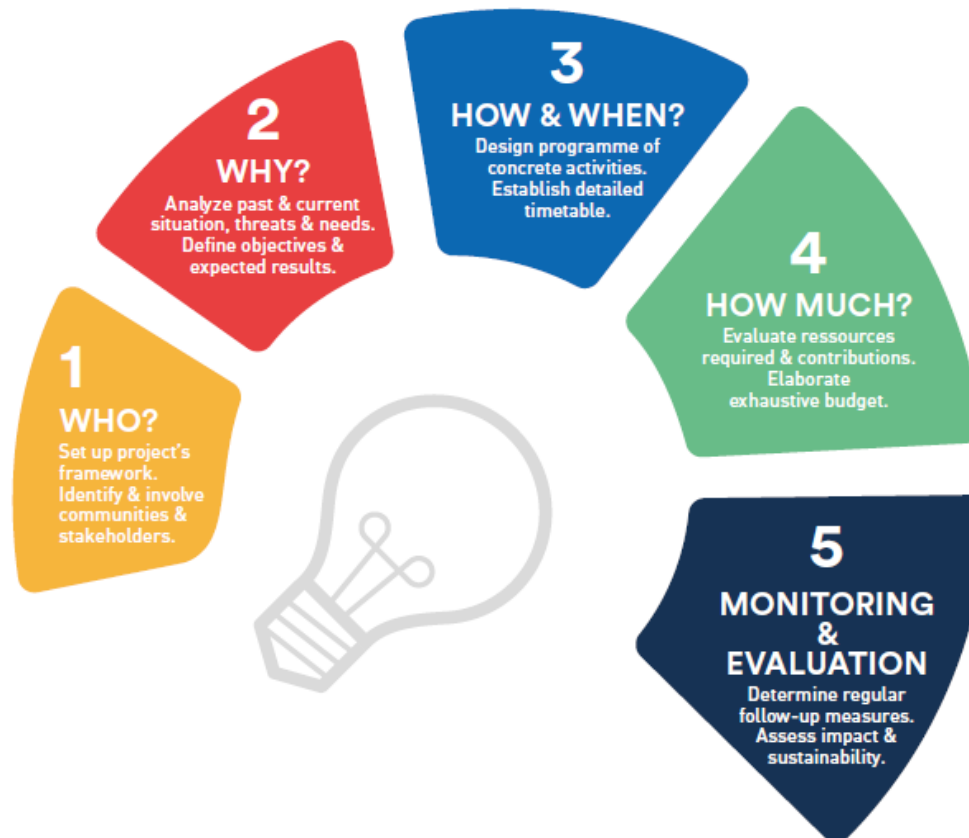 1
WHO?
Set up project's
framework.
Identify & involve
communities &
stakeholders.
2
WHY?
Analyze past & current
situation, threats & needs.
Define objectives &
expected results.
3
HOW & WHEN?
Design programme of
concrete activities.
Establish detailed
timetable.
4
HOW MUCH?
Evaluate ressources
required & contributions.
Elaborate
exhaustive budget.
5
MONITORING
&
EVALUATION
Determine regular
follow-up measures.
Assess impact &
sustainability.